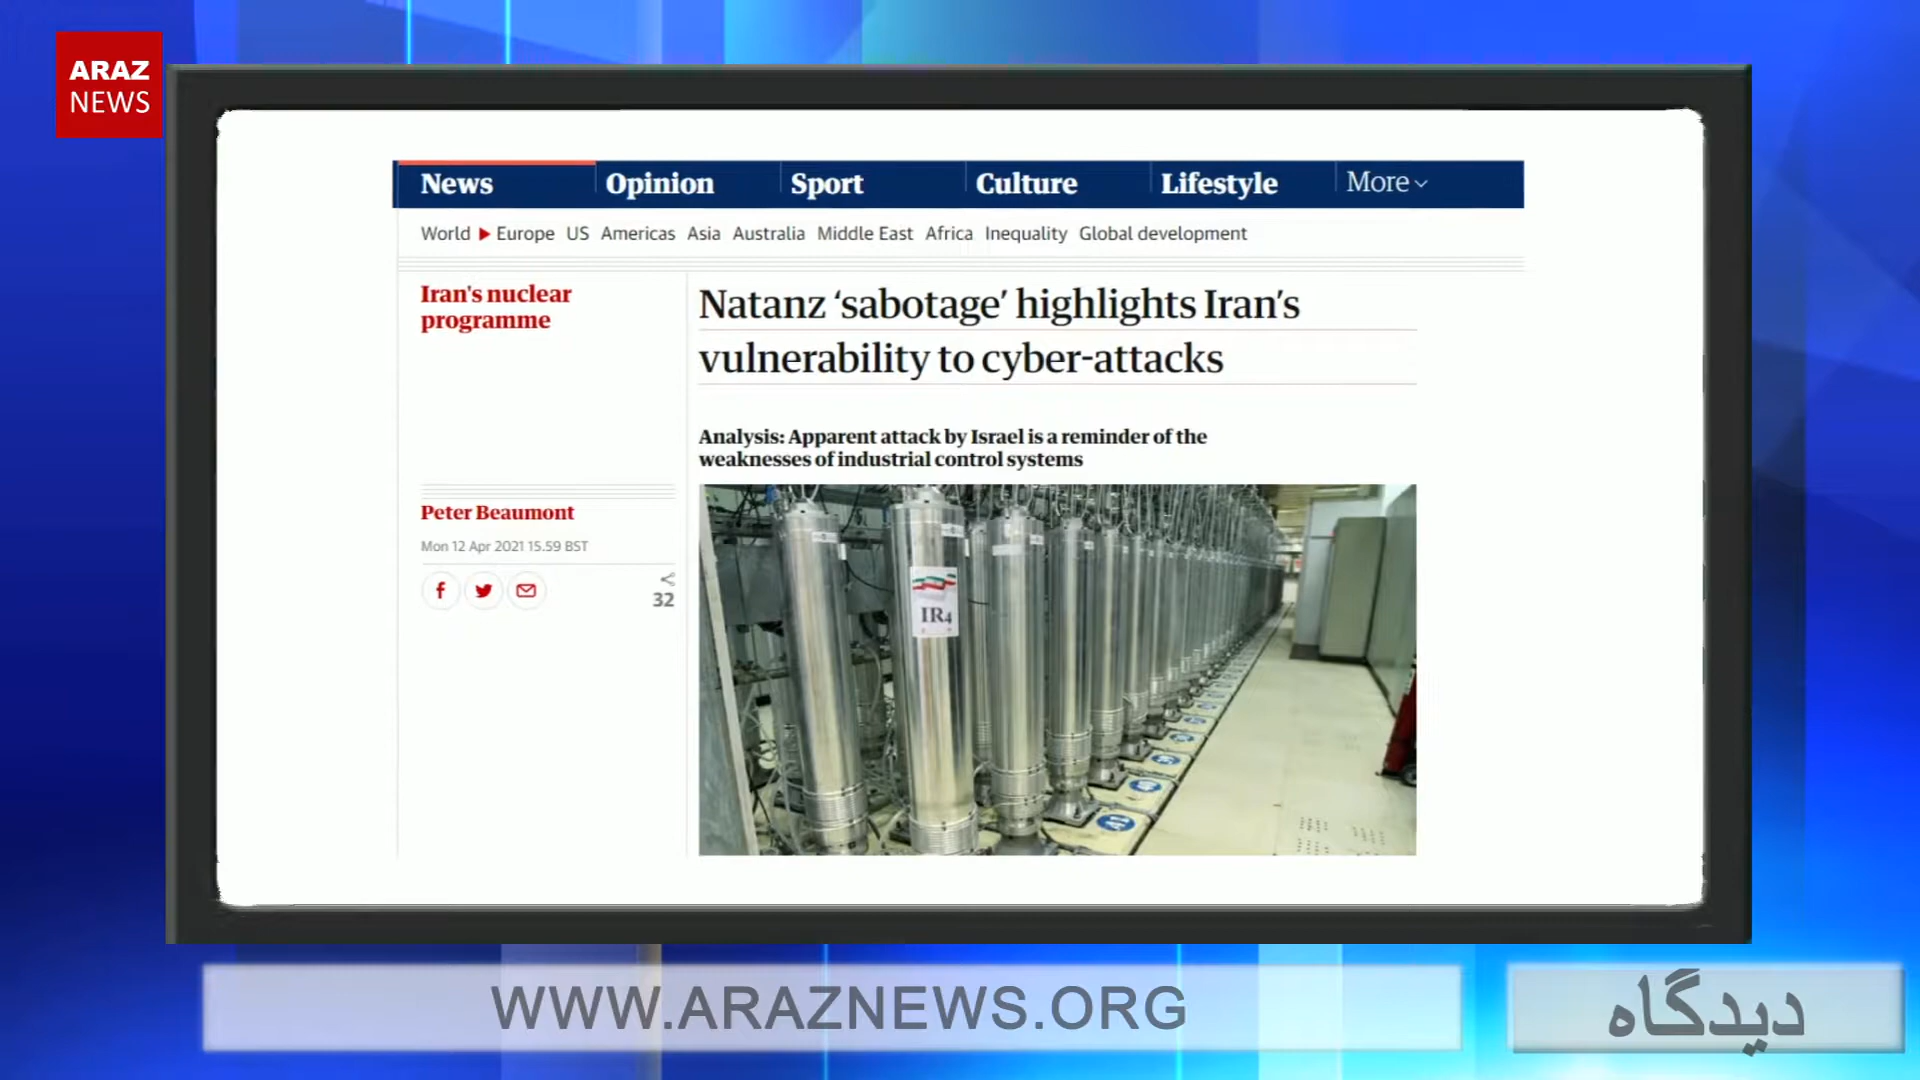 ARAZ
NEWS
News
Opinion
Sport
Culture
Lifestyle
More
World
Europe
US
Americas
Asia
Australia
Middle East
Africa
Inequality
Global development
Iran's nuclear
programme
Natanz ‘sabotage’ highlights Iran’s
vulnerability to cyber-attacks
Analysis: Apparent attack by Israel is a reminder of the
weaknesses of industrial control systems
Peter Beaumont
Mon 12 Apr 2021 15.59 BST
32
IR4
WWW.ARAZNEWS.ORG
دیدگاه